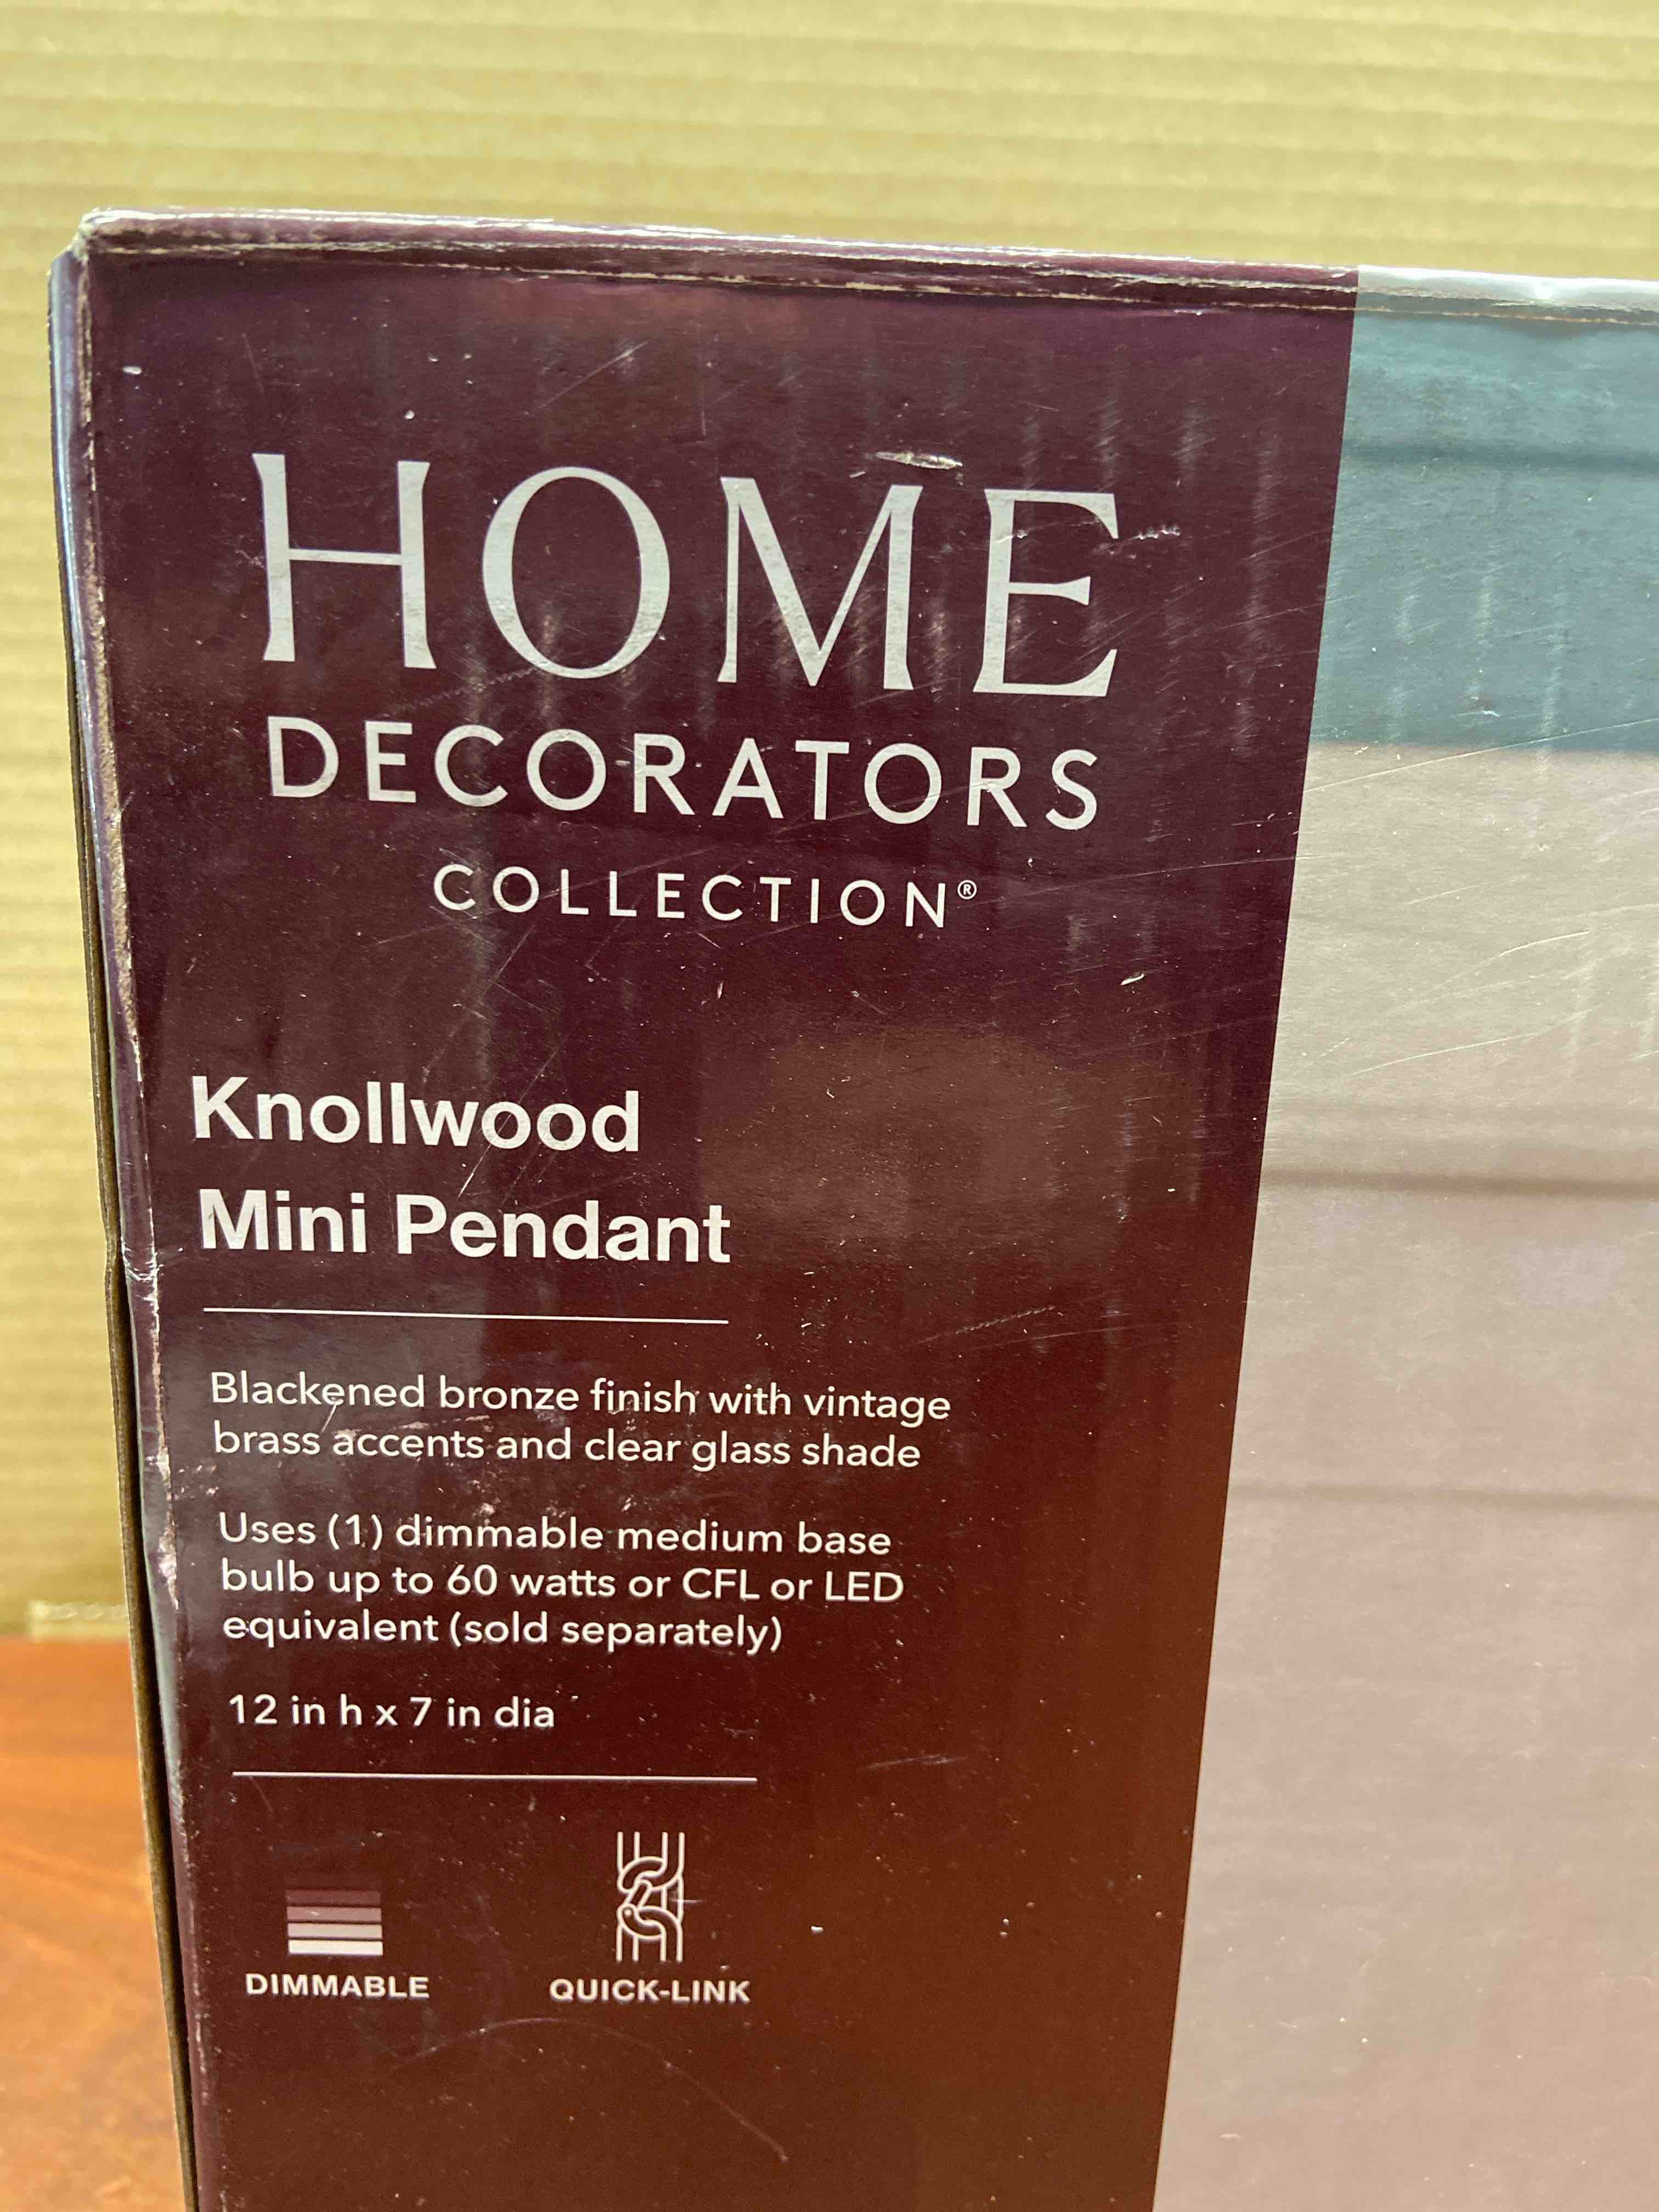 HOME
DECORATORS
COLLECTION®
Knollwood
Mini Pendant
Blackened bronze finish with vintage
brass accents and clear glass shade
Uses (1) dimmable medium base
bulb up to 60 watts or CFL or LED
equivalent (sold separately)
12 in h x 7 in dia
DIMMABLE
QUICK-LINK